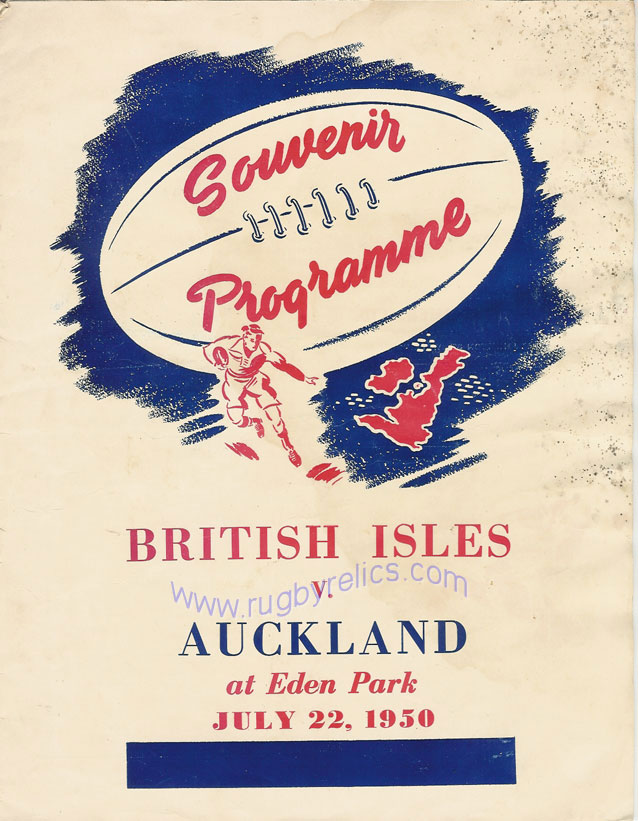 Souvenir
Programme
BRITISH ISLES
v.
www.rugbyrelics.com
AUCKLAND
at Eden Park
JULY 22, 1950